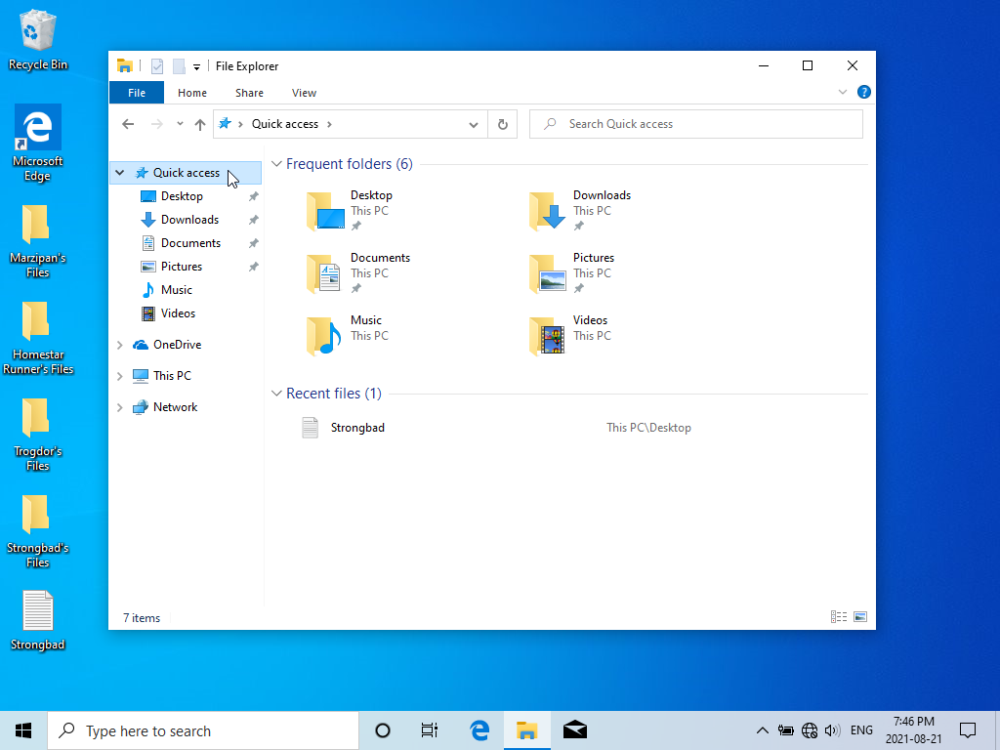 Recycle Bin
Microsoft
Edge
Marzipan's
Files
Homestar
Runner's Files
Trogdor's
Files
Strongbad's
Files
Strongbad
File Explorer
File
Home
Share
View
Quick access
Search Quick access
Quick access
Desktop
Downloads
Documents
Pictures
Music
Videos
OneDrive
This PC
Network
Frequent folders (6)
Desktop
This PC
Downloads
This PC
Documents
This PC
Pictures
This PC
Music
This PC
Videos
This PC
Recent files (1)
Strongbad
This PC\Desktop
7 items
Type here to search
ENG
7:46 PM
2021-08-21